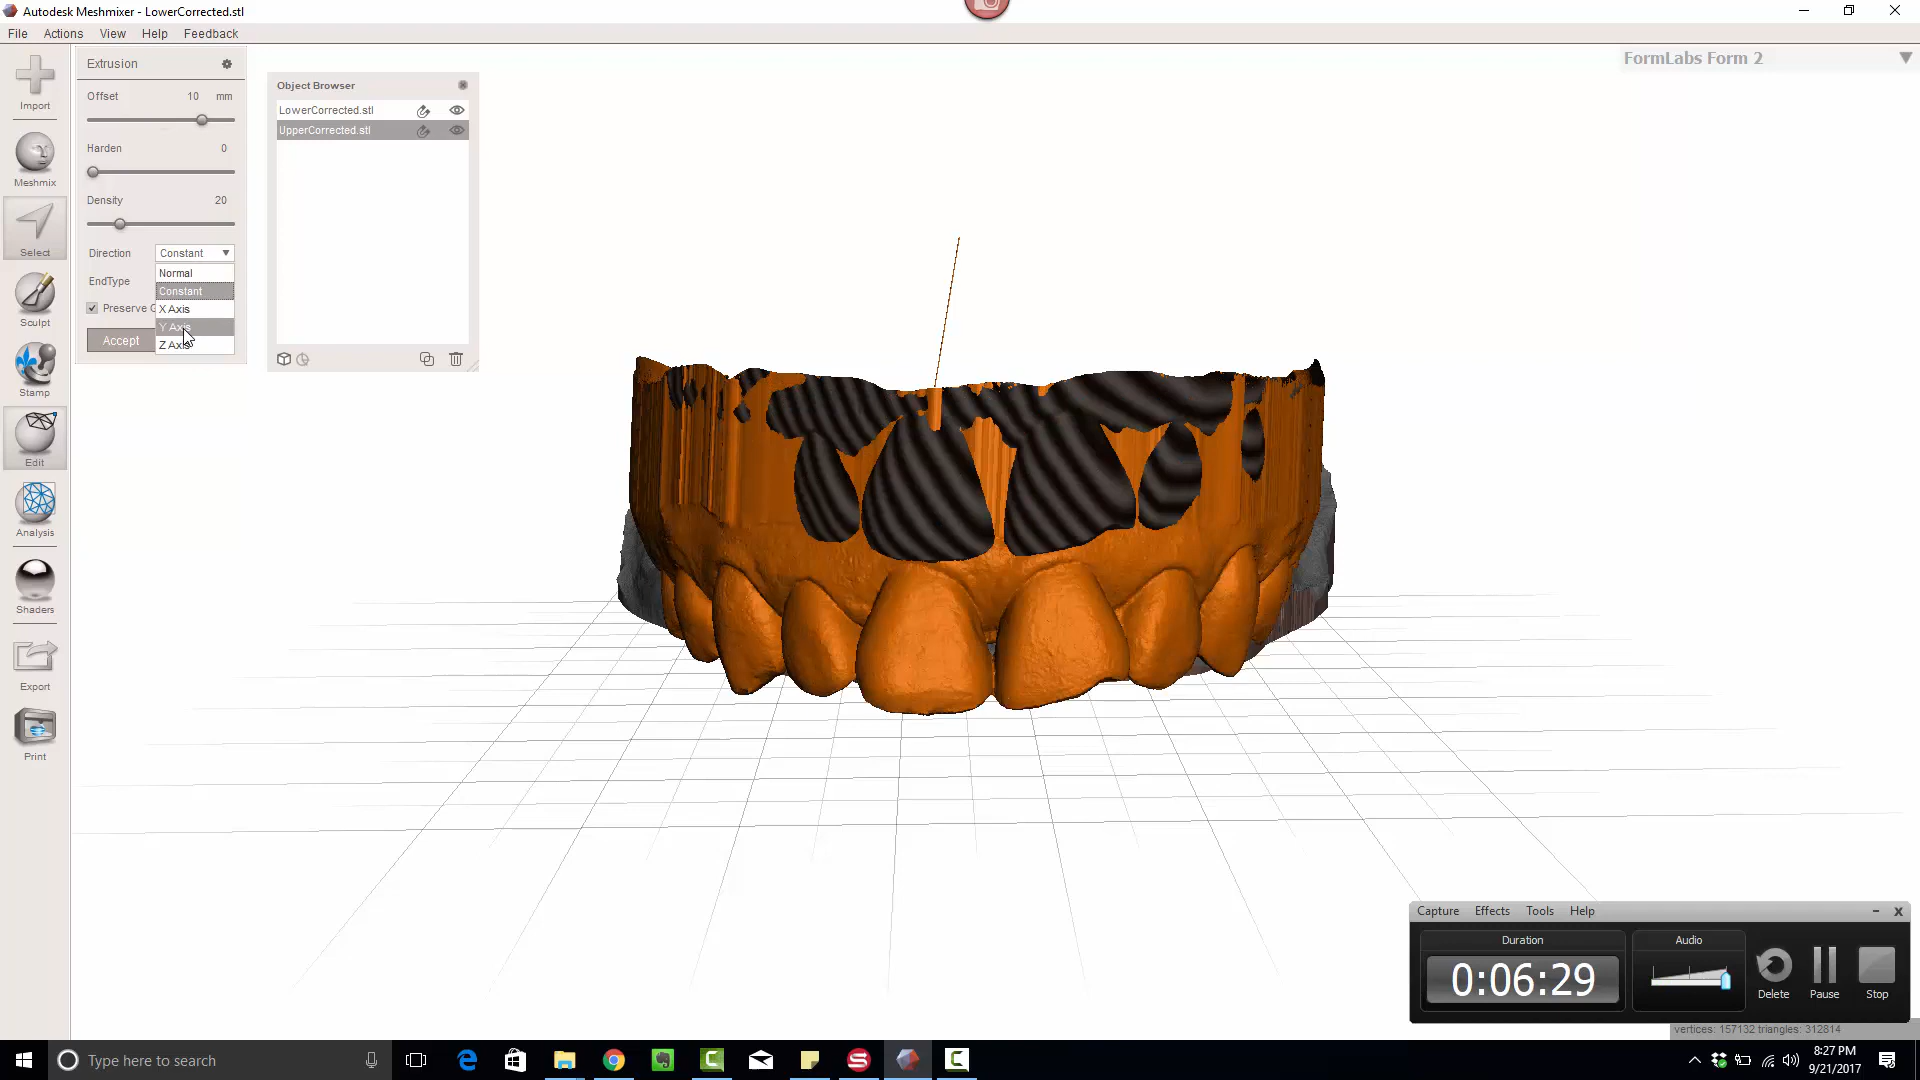 Autodesk Meshmixer - LowerCorrected.stl
File Actions View Help Feedback
Import
Meshmix
Select
Sculpt
Stamp
Edit
Analysis
Shaders
Export
Print
Extrusion
Offset 10 mm
Harden 0
Density 20
Direction Constant
Normal
Constant
X Axis
Y Axis
Z Axis
EndType
Preserve
Accept
Object Browser
LowerCorrected.stl
UpperCorrected.stl
FormLabs Form 2
Capture Effects Tools Help
Duration
0:06:29
Audio
Delete
Pause
Stop
vertices: 157132 triangles: 312814
Type here to search
8:27 PM
9/21/2017